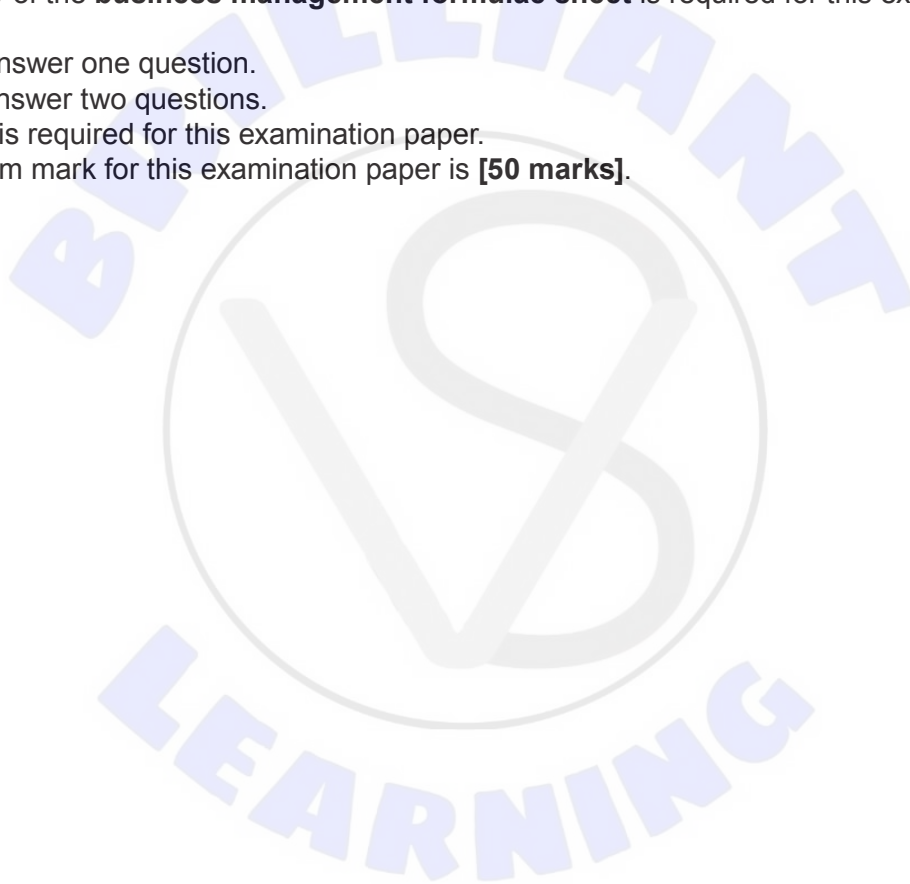 of the business management formulae sheet is required for this ex
nswer one question.
nswer two questions.
is required for this examination paper.
m mark for this examination paper is [50 marks].
BRILLIANT
VS
LEARNING